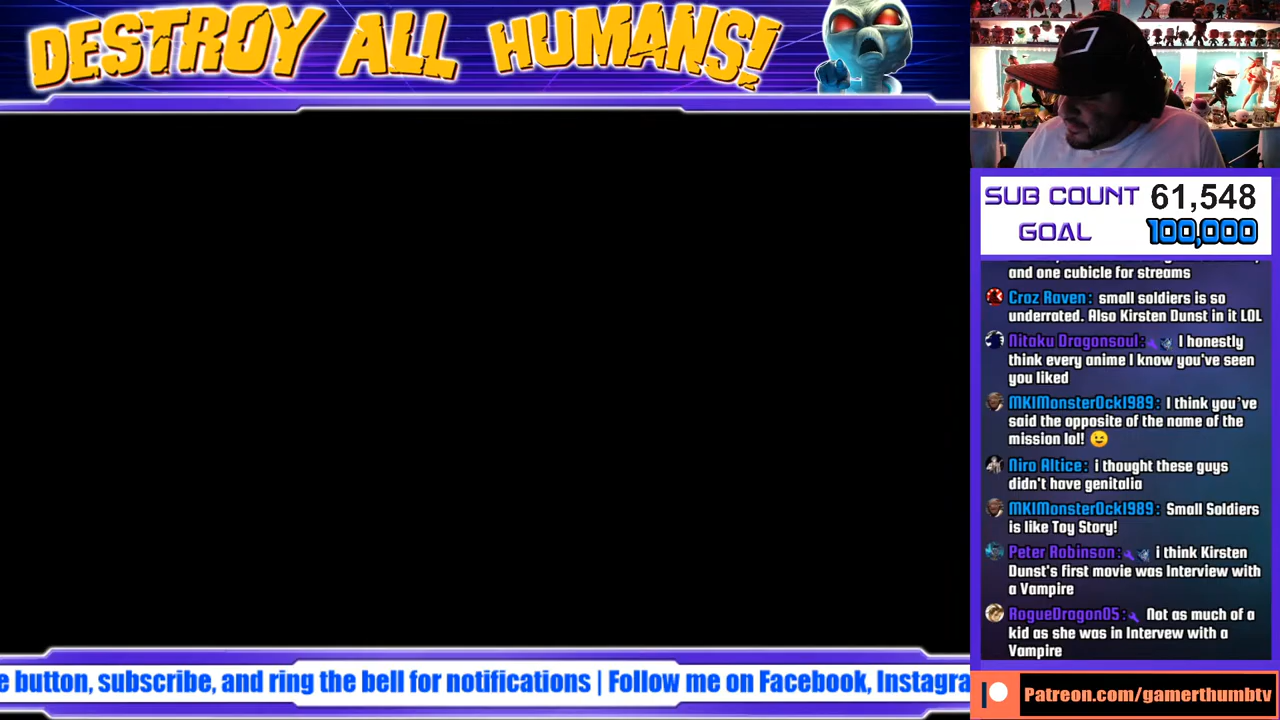 DESTROY ALL HUMANS!
SUB COUNT 61,548
GOAL 100,000
and one cubicle for streams
Croz Raven: small soldiers is so
underrated. Also Kirsten Dunst in it LOL
Nitoku Dragonsoul: I honestly
think every anime I know you've seen
you liked
MK1MonsterOck1989: I think you've
said the opposite of the name of the
mission lol! 😉
Niro Altice: i thought these guys
didn't have genitalia
MK1MonsterOck1989: Small Soldiers
is like Toy Story!
Peter Robinson: i think Kirsten
Dunst's first movie was Interview with
a Vampire
RogueDragon05: Not as much of a
kid as she was in Intervew with a
Vampire
e button, subscribe, and ring the bell for notifications | Follow me on Facebook, Instagra
Patreon.com/gamerthumbtv